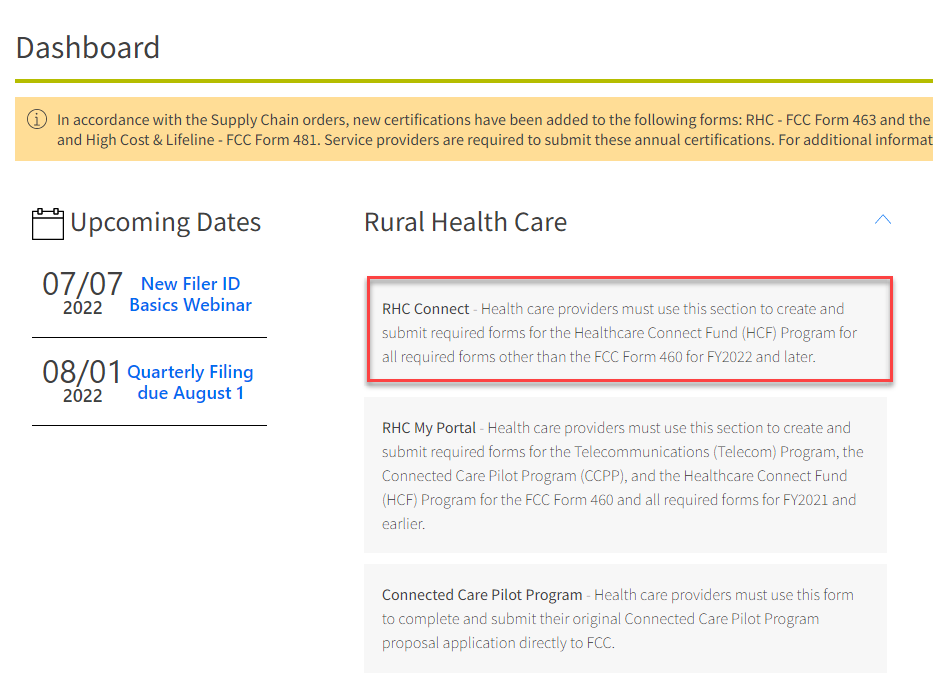 Dashboard
In accordance with the Supply Chain orders, new certifications have been added to the following forms: RHC - FCC Form 463 and the
and High Cost & Lifeline - FCC Form 481. Service providers are required to submit these annual certifications. For additional informat
Upcoming Dates
07/07
2022
New Filer ID
Basics Webinar
08/01
2022
Quarterly Filing
due August 1
Rural Health Care
RHC Connect - Health care providers must use this section to create and
submit required forms for the Healthcare Connect Fund (HCF) Program for
all required forms other than the FCC Form 460 for FY2022 and later.
RHC My Portal - Health care providers must use this section to create and
submit required forms for the Telecommunications (Telecom) Program, the
Connected Care Pilot Program (CCPP), and the Healthcare Connect Fund
(HCF) Program for the FCC Form 460 and all required forms for FY2021 and
earlier.
Connected Care Pilot Program - Health care providers must use this form
to complete and submit their original Connected Care Pilot Program
proposal application directly to FCC.